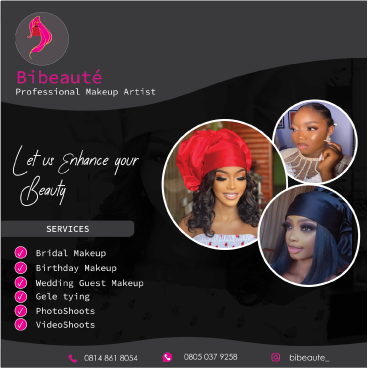 Bibeauté
Professional Makeup Artist
Let us Enhance your
Beauty
SERVICES
Bridal Makeup
Birthday Makeup
Wedding Guest Makeup
Gele tying
PhotoShoots
VideoShoots
0814 861 8054
0805 037 9258
bibeaute_